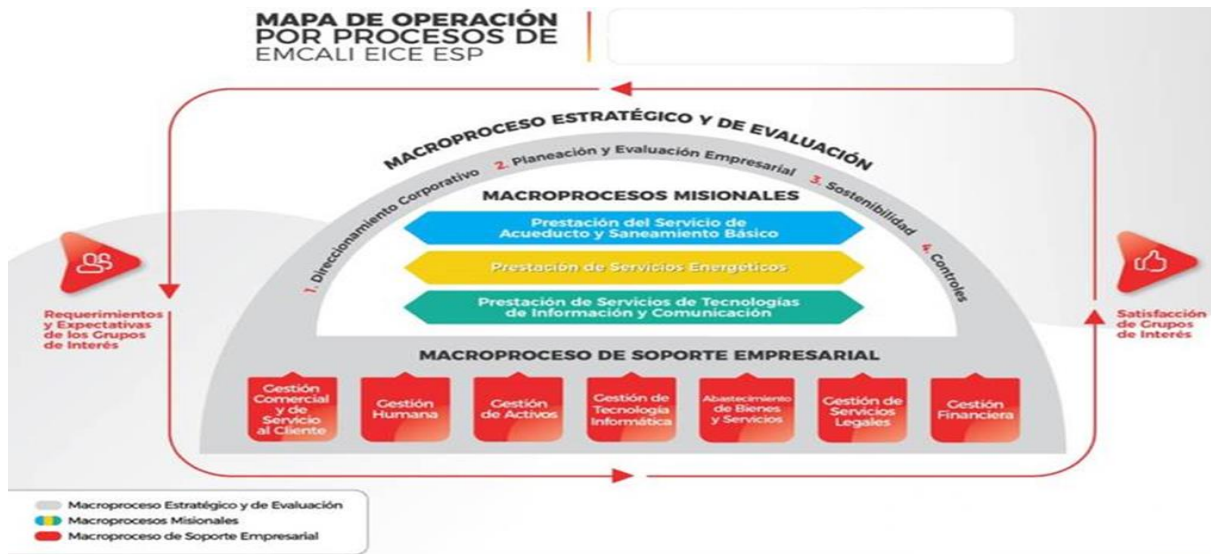 MAPA DE OPERACIÓN
POR PROCESOS DE
EMCALI EICE ESP
MACROPROCESO ESTRATÉGICO Y DE EVALUACIÓN
1. Direccionamiento Corporativo
2. Planeación y Evaluación Empresarial
3. Sostenibilidad
4. Controles
MACROPROCESOS MISIONALES
Prestación del Servicio de
Acueducto y Saneamiento Básico
Prestación de Servicios Energéticos
Prestación de Servicios de Tecnologías
de Información y Comunicación
Requerimientos
y Expectativas
de los Grupos
de Interés
Satisfacción
de Grupos
de Interés
MACROPROCESO DE SOPORTE EMPRESARIAL
Gestión
Comercial
y de
Servicio
al Cliente
Gestión
Humana
Gestión
de Activos
Gestión de
Tecnología
Informática
Abastecimiento
de Bienes
y Servicios
Gestión de
Servicios
Legales
Gestión
Financiera
Macroproceso Estratégico y de Evaluación
Macroprocesos Misionales
Macroproceso de Soporte Empresarial